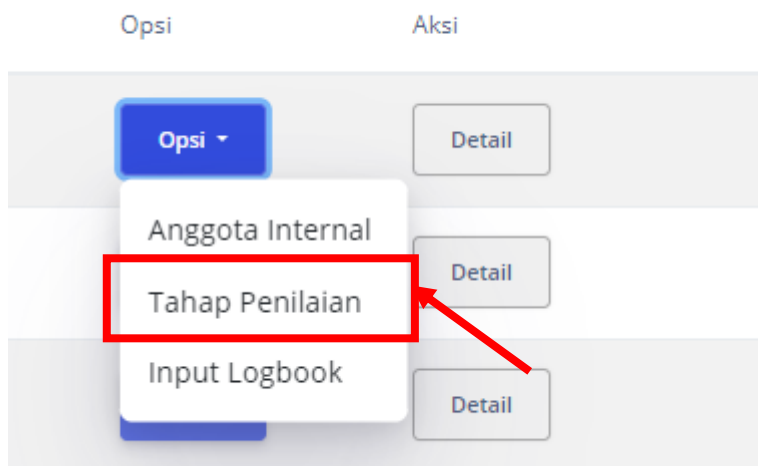 Opsi Aksi
Opsi Detail
Anggota Internal
Detail
Tahap Penilaian
Input Logbook
Detail